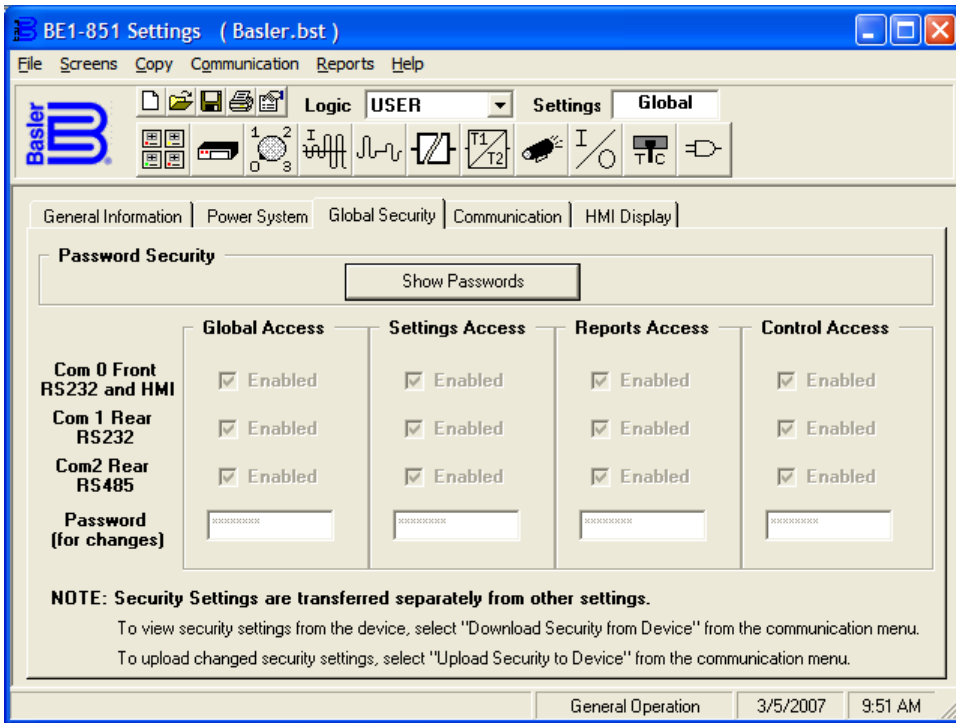 BE1-851 Settings ( Basler.bst )
File Screens Copy Communication Reports Help
Basler
Logic USER Settings Global
General Information Power System Global Security Communication HMI Display
Password Security
Show Passwords
Global Access Settings Access Reports Access Control Access
Com 0 Front
RS232 and HMI
Enabled Enabled Enabled Enabled
Com 1 Rear
RS232
Enabled Enabled Enabled Enabled
Com2 Rear
RS485
Enabled Enabled Enabled Enabled
Password
(for changes)
xxxxxxxx xxxxxxxx xxxxxxxx xxxxxxxx
NOTE: Security Settings are transferred separately from other settings.
To view security settings from the device, select "Download Security from Device" from the communication menu.
To upload changed security settings, select "Upload Security to Device" from the communication menu.
General Operation 3/5/2007 9:51 AM